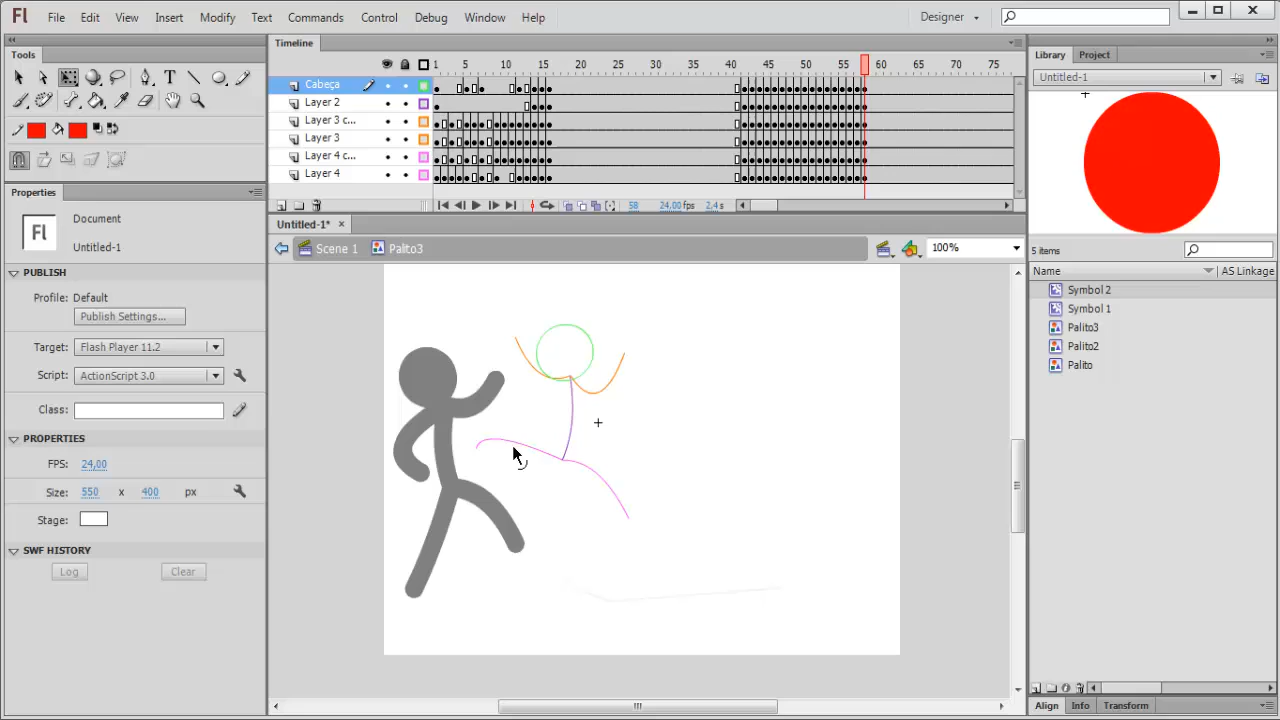 Fl File Edit View Insert Modify Text Commands Control Debug Window Help Designer
Tools
Timeline
Library Project
1 5 10 15 20 25 30 35 40 45 50 55 60 65 70 75
Untitled-1
Cabeça
Layer 2
Layer 3 c...
Layer 3
Layer 4 c...
Layer 4
58 24,00 fps 2,4 s
Properties
Fl
Document
Untitled-1
Untitled-1*
Scene 1 Palito3 100%
PUBLISH
Profile: Default
Publish Settings...
Target: Flash Player 11.2
Script: ActionScript 3.0
Class:
PROPERTIES
FPS: 24,00
Size: 550 x 400 px
Stage:
SWF HISTORY
Log Clear
5 items
Name AS Linkage
Symbol 2
Symbol 1
Palito3
Palito2
Palito
Align Info Transform